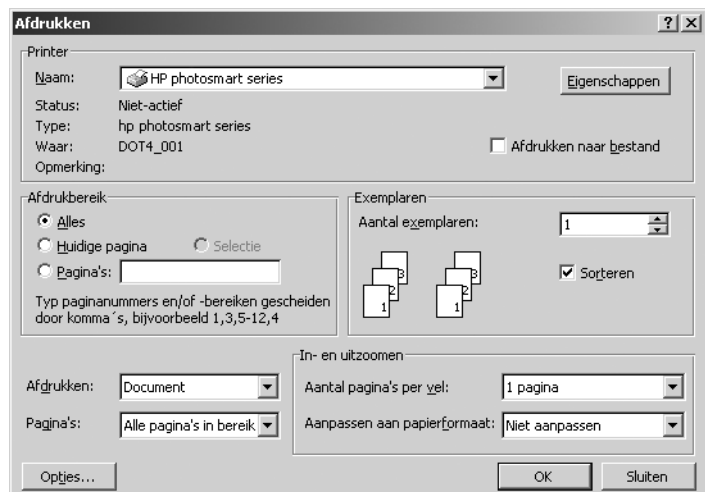 Afdrukken
Printer
Naam: HP photosmart series Eigenschappen
Status: Niet-actief
Type: hp photosmart series
Waar: DOT4_001 Afdrukken naar bestand
Opmerking:
Afdrukbereik
Alles
Huidige pagina Selectie
Pagina's:
Typ paginanummers en/of -bereiken gescheiden
door komma´s, bijvoorbeeld 1,3,5-12,4
Exemplaren
Aantal exemplaren: 1
3 3
2 2
1 1
Sorteren
Afdrukken: Document
Pagina's: Alle pagina's in bereik
In- en uitzoomen
Aantal pagina's per vel: 1 pagina
Aanpassen aan papierformaat: Niet aanpassen
Opties... OK Sluiten